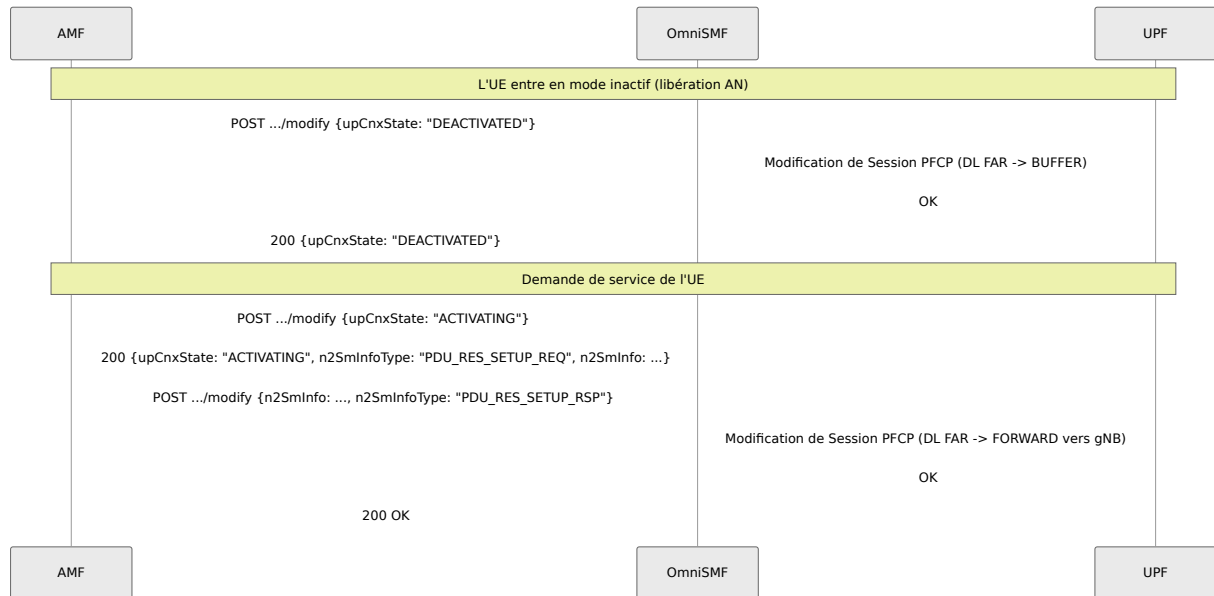 AMF
OmniSMF
UPF
L'UE entre en mode inactif (libération AN)
POST .../modify {upCnxState: "DEACTIVATED"}
Modification de Session PFCP (DL FAR -> BUFFER)
OK
200 {upCnxState: "DEACTIVATED"}
Demande de service de l'UE
POST .../modify {upCnxState: "ACTIVATING"}
200 {upCnxState: "ACTIVATING", n2SmInfoType: "PDU_RES_SETUP_REQ", n2SmInfo: ...}
POST .../modify {n2SmInfo: ..., n2SmInfoType: "PDU_RES_SETUP_RSP"}
Modification de Session PFCP (DL FAR -> FORWARD vers gNB)
OK
200 OK
AMF
OmniSMF
UPF